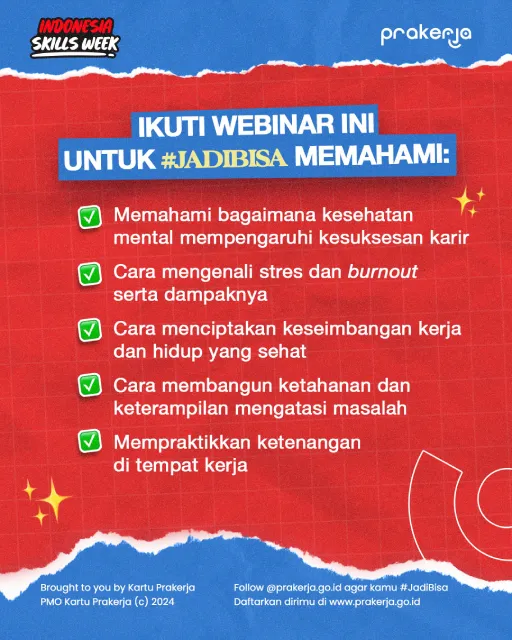 INDONESIA
SKILLS WEEK
prakerja
IKUTI WEBINAR INI
UNTUK #JADIBISA MEMAHAMI:
Memahami bagaimana kesehatan
mental mempengaruhi kesuksesan karir
Cara mengenali stres dan burnout
serta dampaknya
Cara menciptakan keseimbangan kerja
dan hidup yang sehat
Cara membangun ketahanan dan
keterampilan mengatasi masalah
Mempraktikkan ketenangan
di tempat kerja
Brought to you by Kartu Prakerja
PMO Kartu Prakerja (c) 2024
Follow @prakerja.go.id agar kamu #JadiBisa
Daftarkan dirimu di www.prakerja.go.id